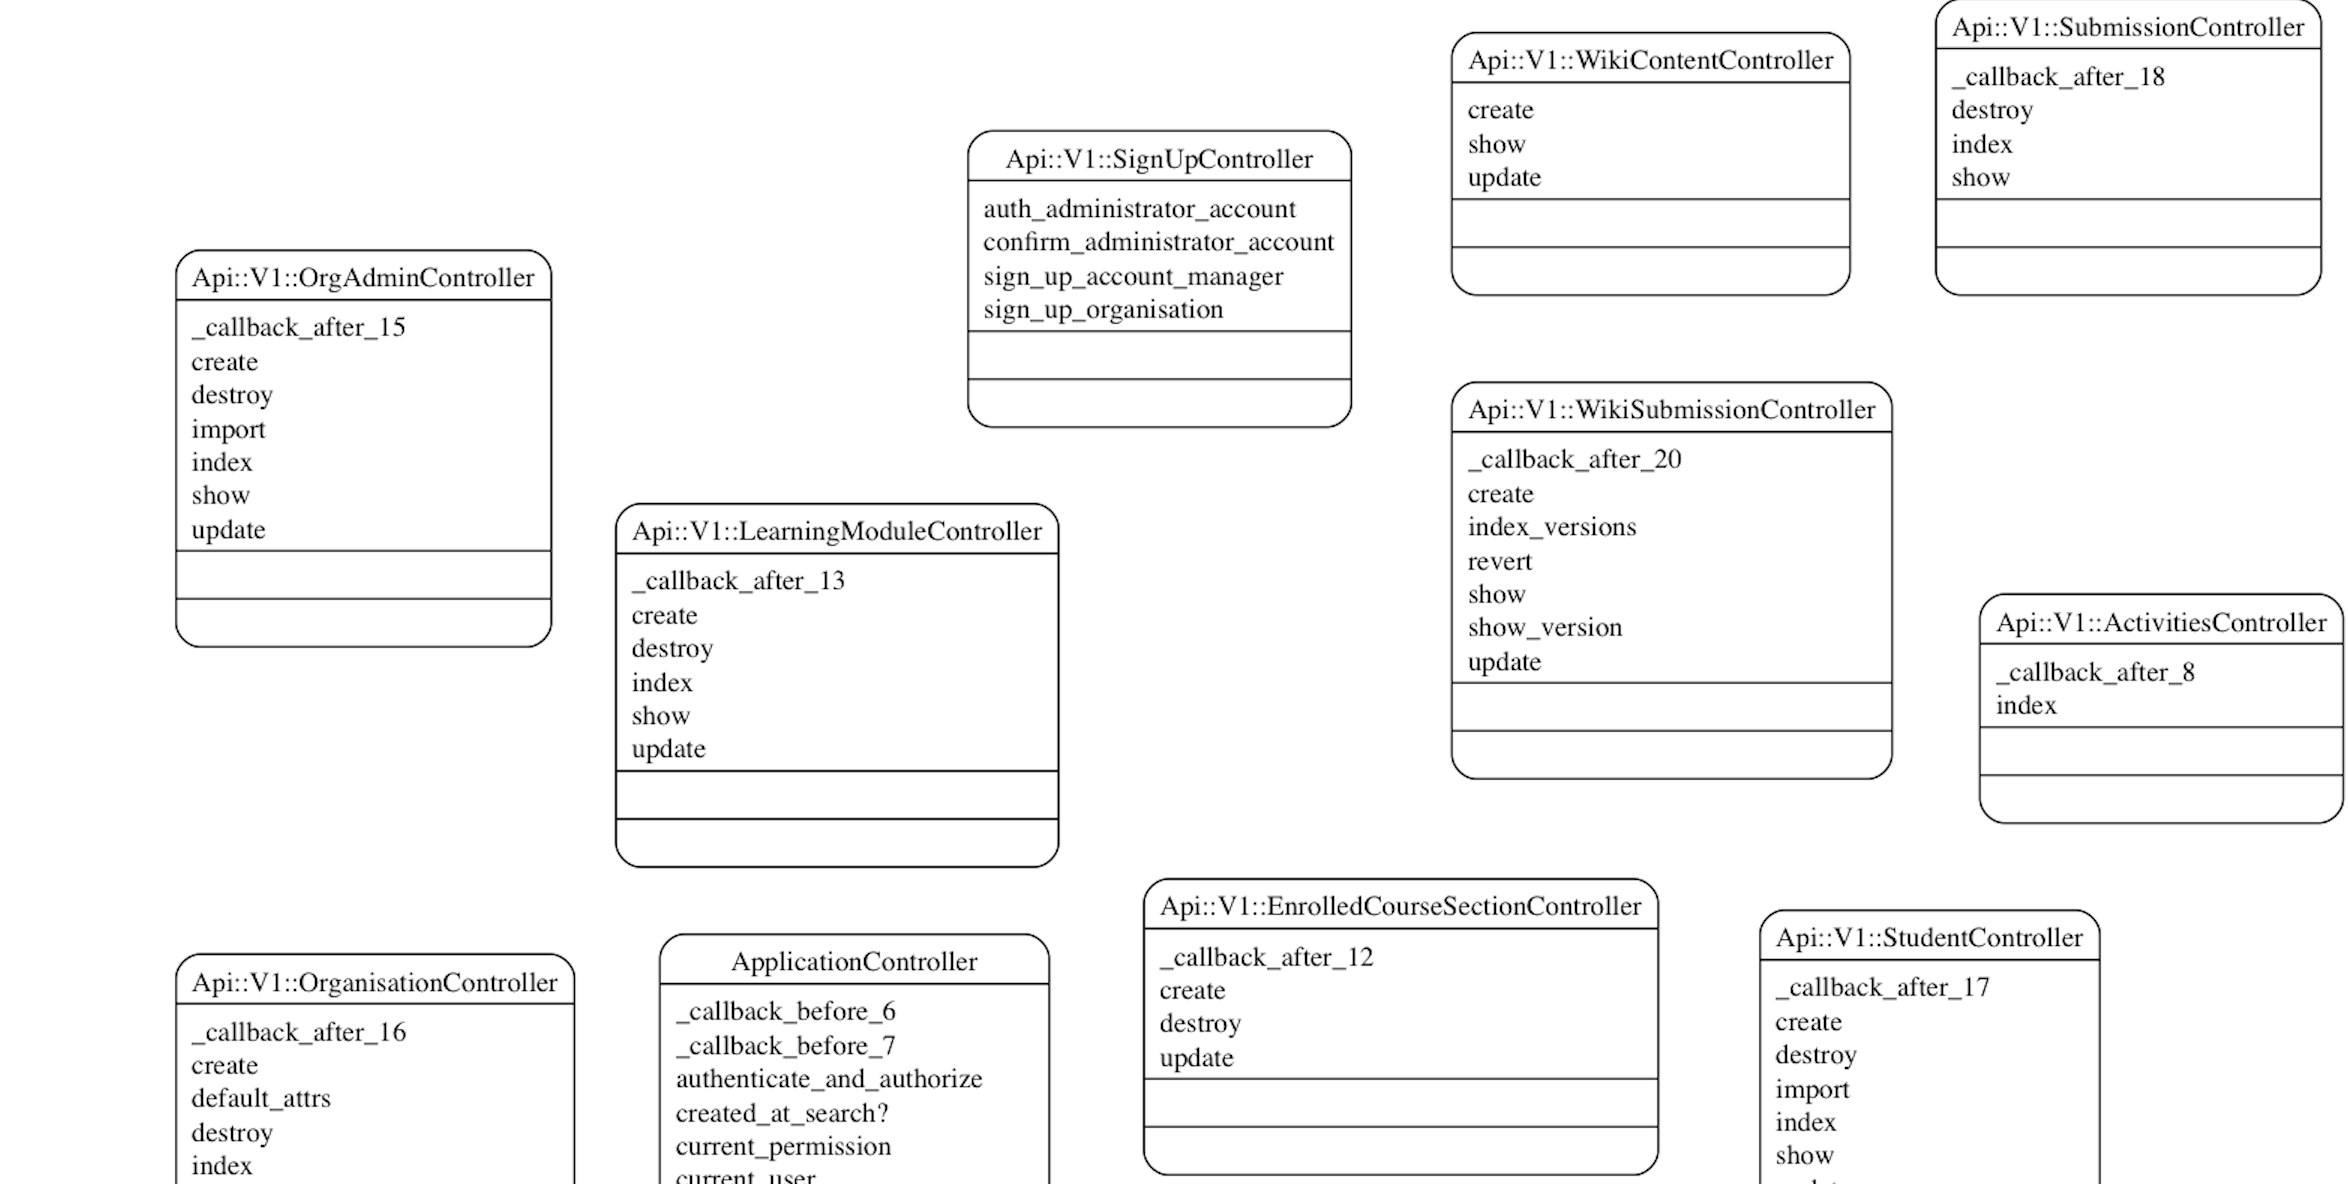 Api::V1::SubmissionController
_callback_after_18
destroy
index
show
Api::V1::WikiContentController
create
show
update
Api::V1::SignUpController
auth_administrator_account
confirm_administrator_account
sign_up_account_manager
sign_up_organisation
Api::V1::OrgAdminController
_callback_after_15
create
destroy
import
index
show
update
Api::V1::WikiSubmissionController
_callback_after_20
create
index_versions
revert
show
show_version
update
Api::V1::LearningModuleController
_callback_after_13
create
destroy
index
show
update
Api::V1::ActivitiesController
_callback_after_8
index
Api::V1::EnrolledCourseSectionController
_callback_after_12
create
destroy
update
Api::V1::StudentController
_callback_after_17
create
destroy
import
index
show
ApplicationController
_callback_before_6
_callback_before_7
authenticate_and_authorize
created_at_search?
current_permission
current_user
Api::V1::OrganisationController
_callback_after_16
create
default_attrs
destroy
index